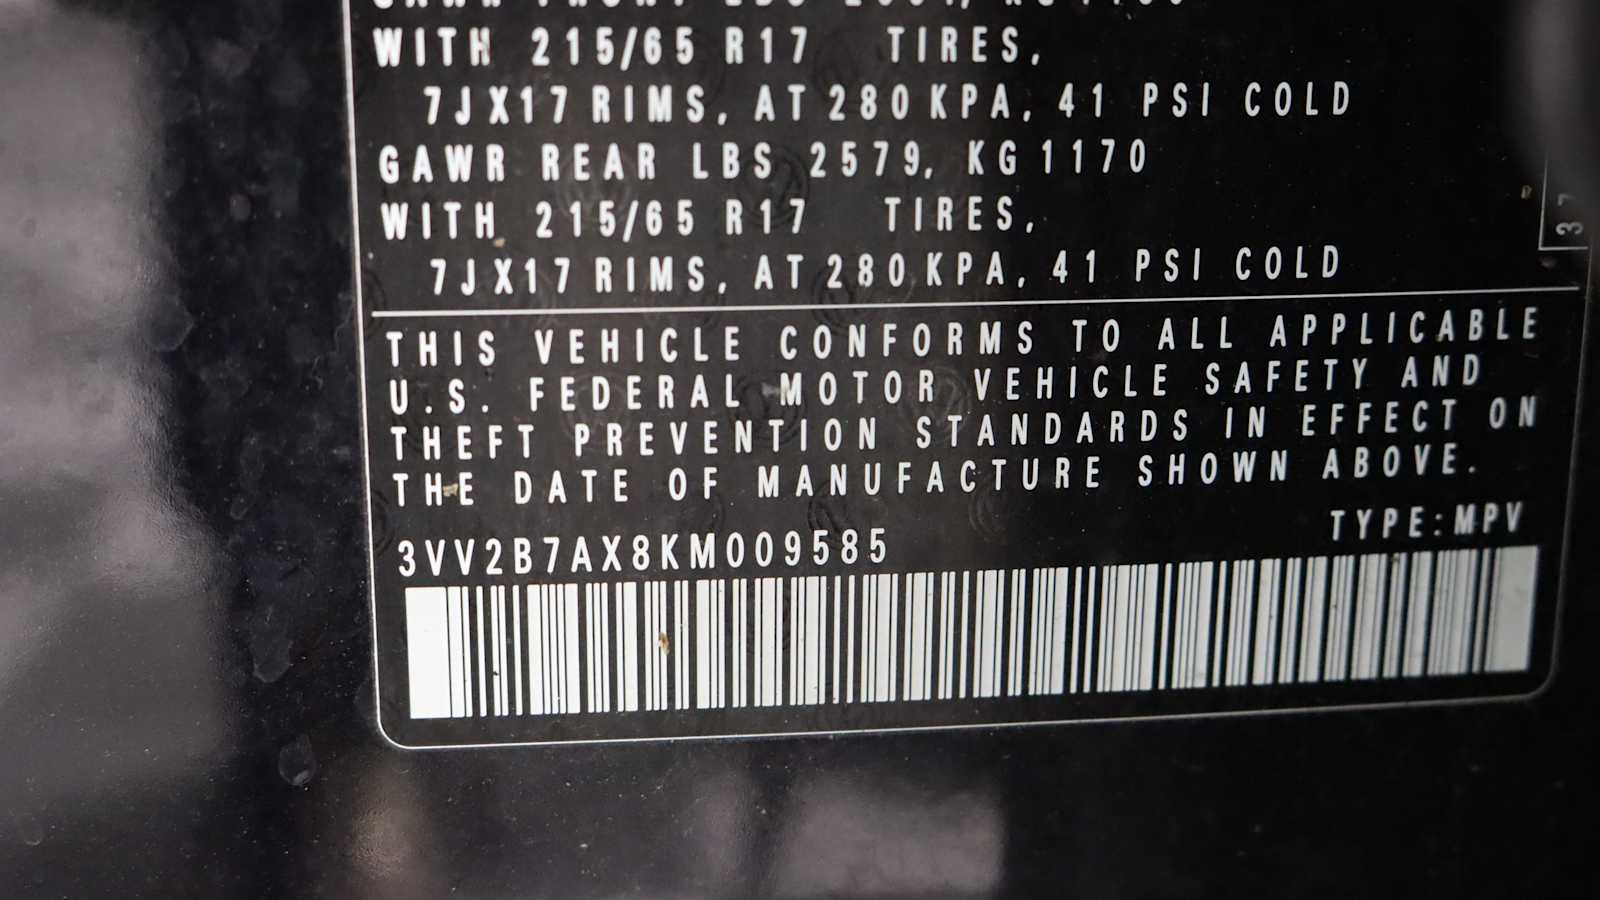 WITH 215/65 R17 TIRES,
7JX17 RIMS, AT 280 KPA, 41 PSI COLD
GAWR REAR LBS 2579, KG 1170
WITH 215/65 R17 TIRES,
7JX17 RIMS, AT 280 KPA, 41 PSI COLD
THIS VEHICLE CONFORMS TO ALL APPLICABLE
U.S. FEDERAL MOTOR VEHICLE SAFETY AND
THEFT PREVENTION STANDARDS IN EFFECT ON
THE DATE OF MANUFACTURE SHOWN ABOVE.
TYPE:MPV
3VV2B7AX8KM009585
37